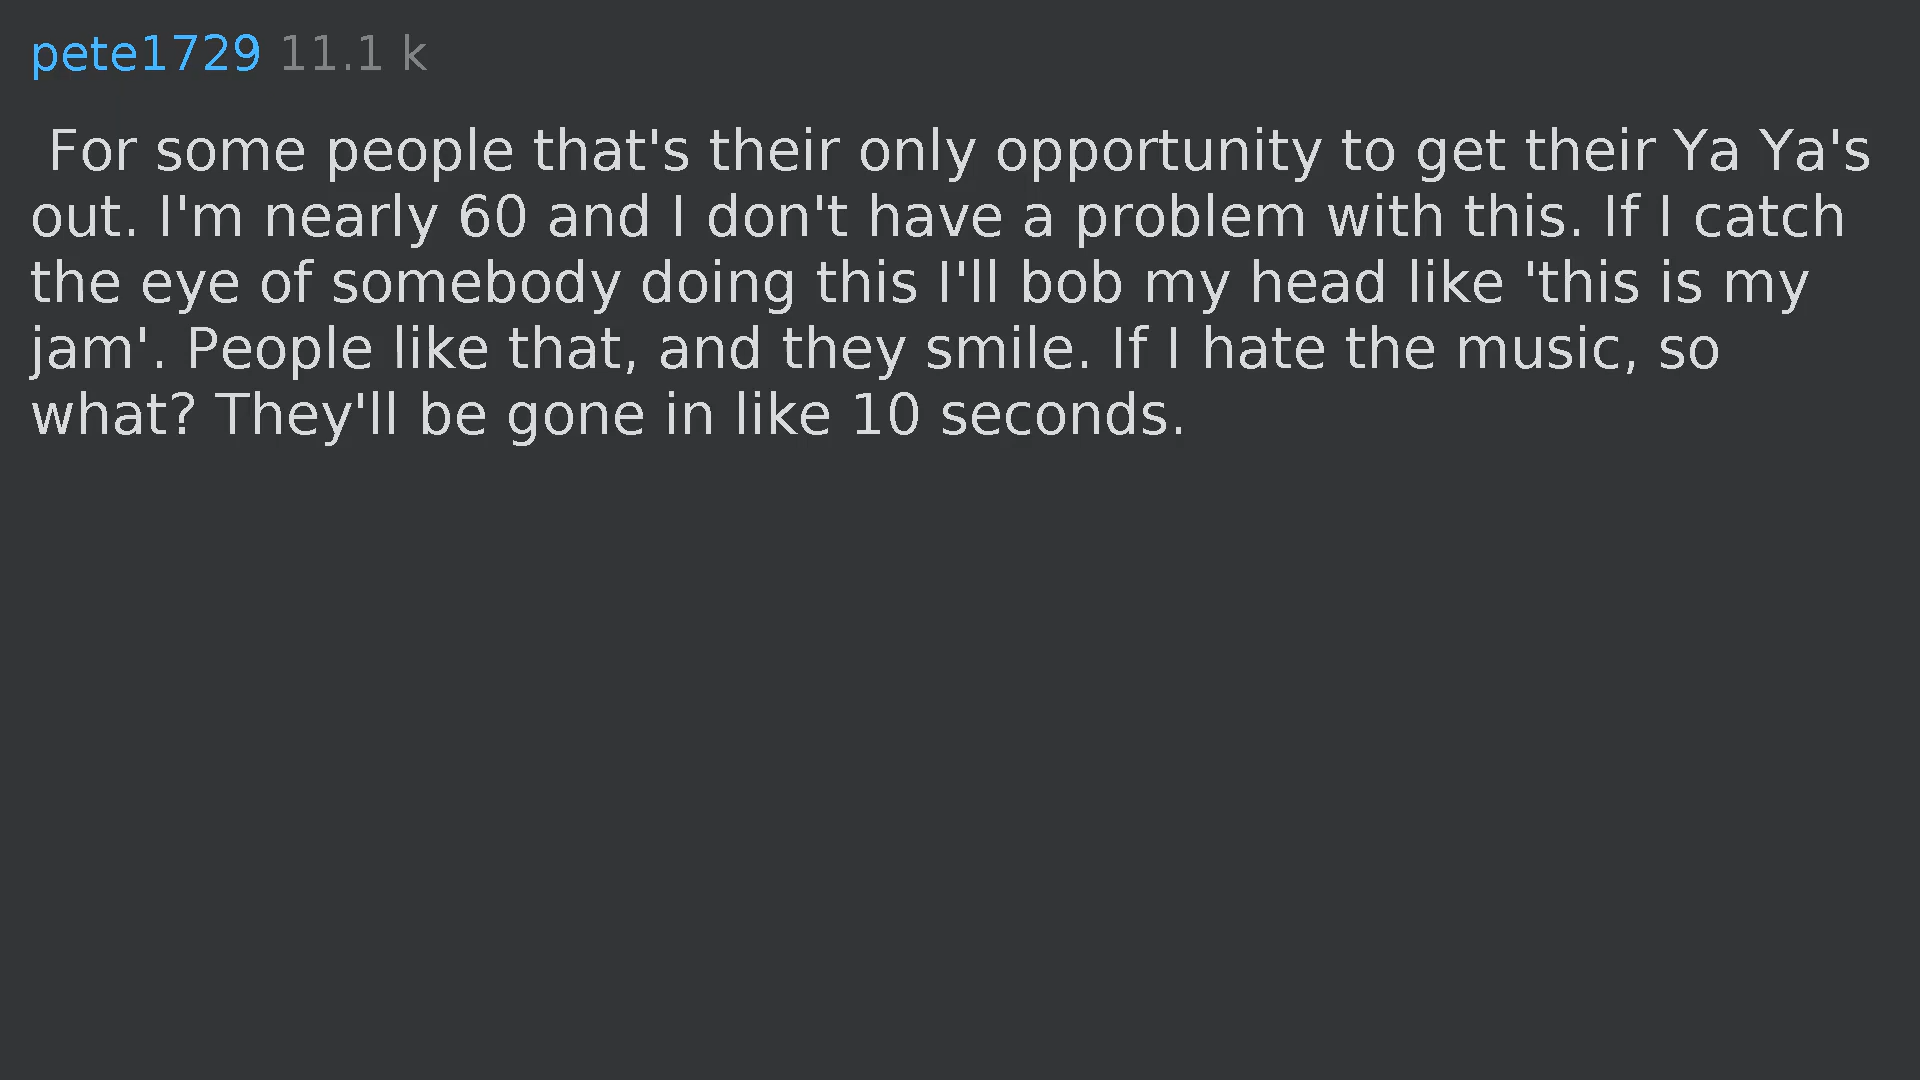 pete1729 11.1 k
For some people that's their only opportunity to get their Ya Ya's
out. I'm nearly 60 and I don't have a problem with this. If I catch
the eye of somebody doing this I'll bob my head like 'this is my
jam'. People like that, and they smile. If I hate the music, so
what? They'll be gone in like 10 seconds.